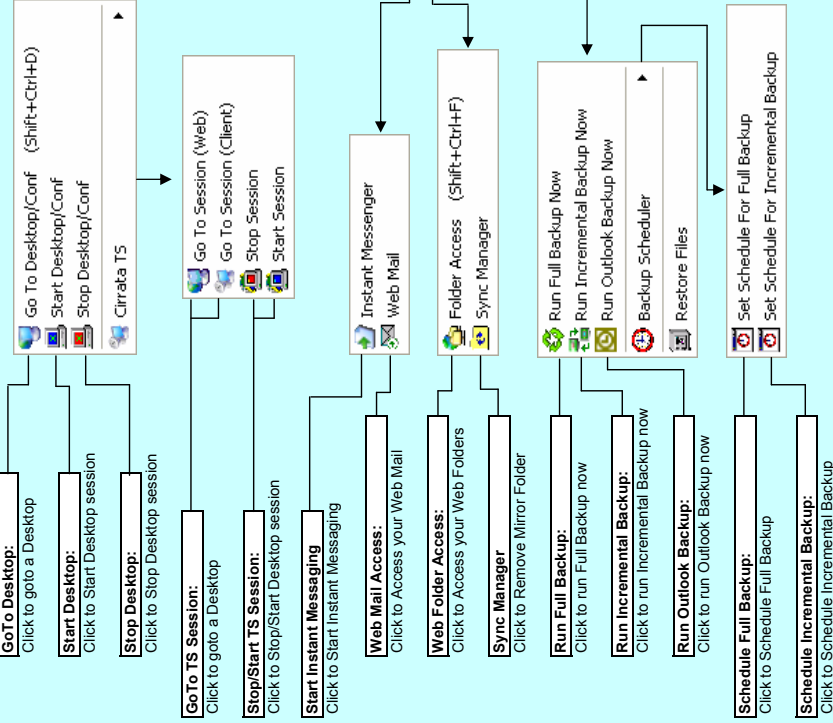 GoTo Desktop:
Click to goto a Desktop
Start Desktop:
Click to Start Desktop session
Stop Desktop:
Click to Stop Desktop session
GoTo TS Session:
Click to goto a Desktop
Stop/Start TS Session:
Click to Stop/Start Desktop session
Start Instant Messaging
Click to Start Instant Messaging
Web Mail Access:
Click to Access your Web Mail
Web Folder Access:
Click to Access your Web Folders
Sync Manager
Click to Remove Mirror Folder
Run Full Backup:
Click to run Full Backup now
Run Incremental Backup:
Click to run Incremental Backup now
Run Outlook Backup:
Click to run Outlook Backup now
Schedule Full Backup:
Click to Schedule Full Backup
Schedule Incremental Backup:
Click to Schedule Incremental Backup
Go To Desktop/Conf (Shift+Ctrl+D)
Start Desktop/Conf
Stop Desktop/Conf
Cirrata TS
Go To Session (Web)
Go To Session (Client)
Stop Session
Start Session
Instant Messenger
Web Mail
Folder Access (Shift+Ctrl+F)
Sync Manager
Run Full Backup Now
Run Incremental Backup Now
Run Outlook Backup Now
Backup Scheduler
Restore Files
Set Schedule For Full Backup
Set Schedule For Incremental Backup